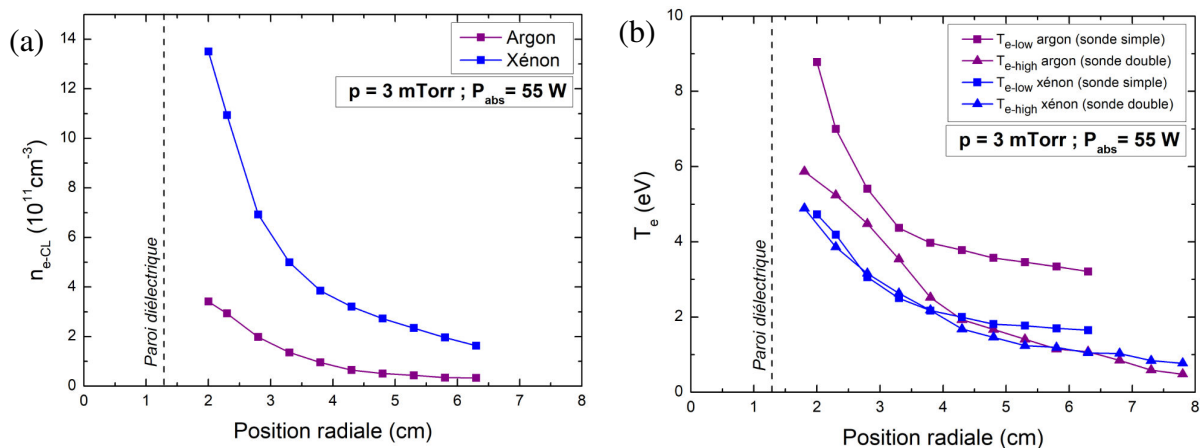 (a)
n_e-CL (10^11 cm^-3)
14
12
10
8
6
4
2
0
Argon
Xénon
p = 3 mTorr ; P_abs= 55 W
Paroi diélectrique
0 1 2 3 4 5 6 7 8
Position radiale (cm)
(b)
T_e (eV)
10
8
6
4
2
0
T_e-low argon (sonde simple)
T_e-high argon (sonde double)
T_e-low xénon (sonde simple)
T_e-high xénon (sonde double)
p = 3 mTorr ; P_abs= 55 W
Paroi diélectrique
0 1 2 3 4 5 6 7 8
Position radiale (cm)